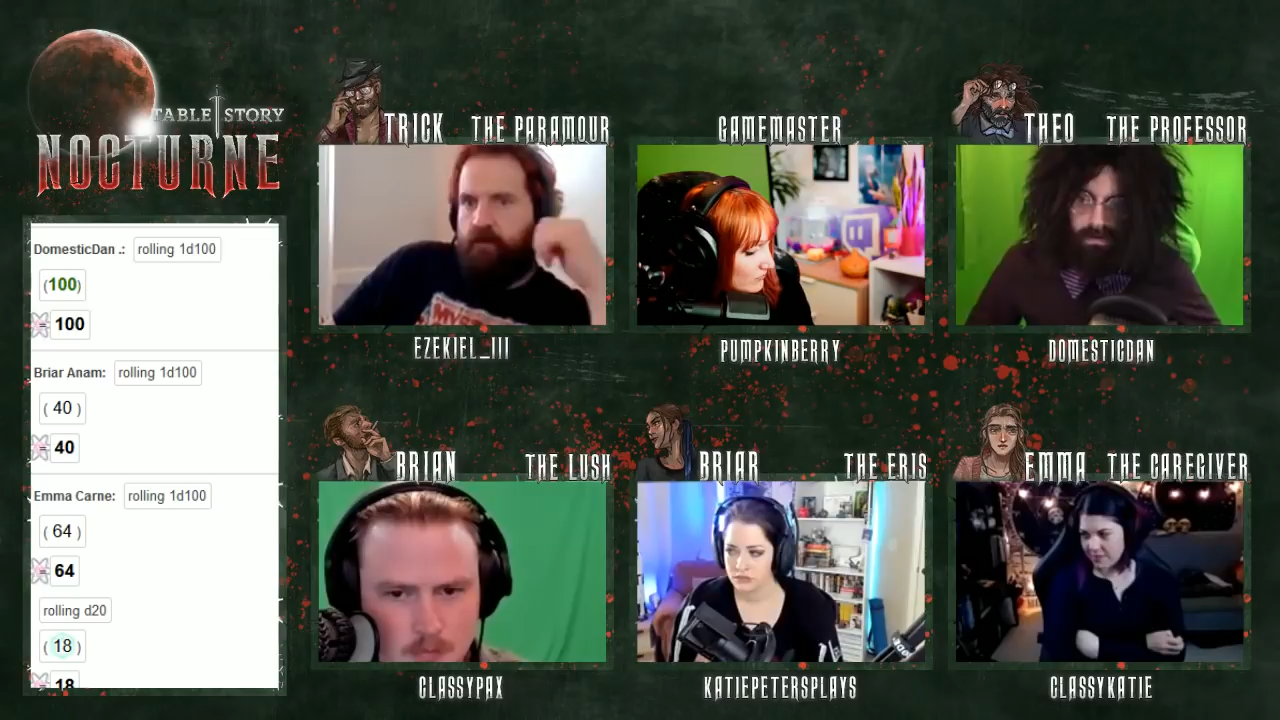 TABLE STORY
NOCTURNE
DomesticDan .: rolling 1d100
(100)
= 100
Briar Anam: rolling 1d100
( 40 )
= 40
Emma Carne: rolling 1d100
( 64 )
= 64
rolling d20
( 18 )
= 18
TRICK THE PARAMOUR
EZEKIEL_III
GAMEMASTER
PUMPKINBERRY
THEO THE PROFESSOR
DOMESTICDAN
BRIAN THE LUSH
CLASSYPAX
BRIAR THE ERIS
KATIEPETERSPLAYS
EMMA THE CAREGIVER
CLASSYKATIE